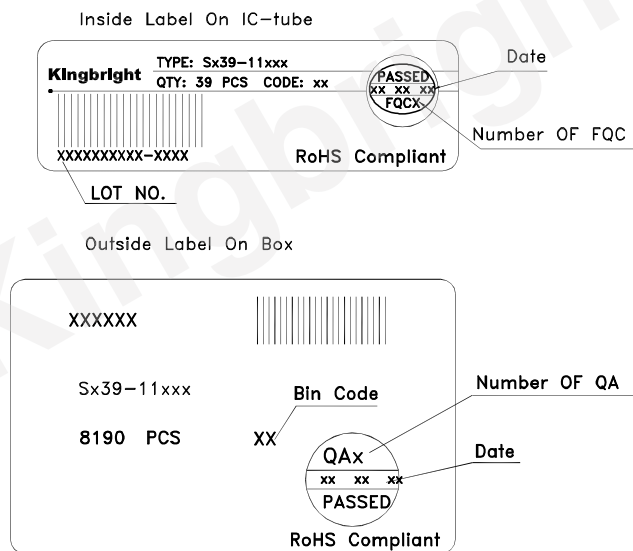 Inside Label On IC-tube
Kingbright
TYPE: Sx39-11xxx
QTY: 39 PCS CODE: xx
PASSED
xx xx xx
FQCX
Date
Number OF FQC
XXXXXXXXXX-XXXX
RoHS Compliant
LOT NO.
Outside Label On Box
XXXXXX
Sx39-11xxx
Bin Code
8190 PCS
XX
Number OF QA
QAx
xx xx xx
PASSED
Date
RoHS Compliant
Kingbright